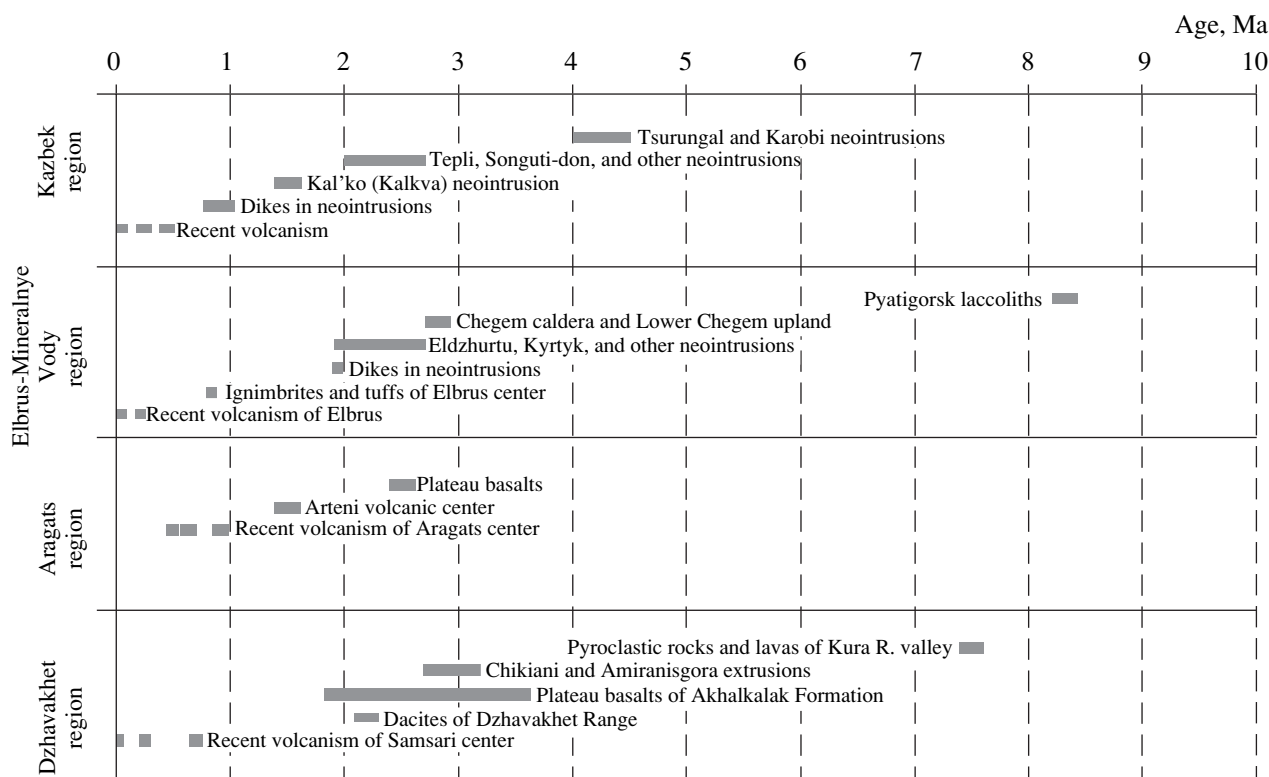 Age, Ma
0 1 2 3 4 5 6 7 8 9 10
Kazbek
region
Tsurungal and Karobi neointrusions
Tepli, Songuti-don, and other neointrusions
Kal’ko (Kalkva) neointrusion
Dikes in neointrusions
Recent volcanism
Elbrus-Mineralnye
Vody
region
Pyatigorsk laccoliths
Chegem caldera and Lower Chegem upland
Eldzhurtu, Kyrtyk, and other neointrusions
Dikes in neointrusions
Ignimbrites and tuffs of Elbrus center
Recent volcanism of Elbrus
Aragats
region
Plateau basalts
Arteni volcanic center
Recent volcanism of Aragats center
Dzhavakhet
region
Pyroclastic rocks and lavas of Kura R. valley
Chikiani and Amiranisgora extrusions
Plateau basalts of Akhalkalak Formation
Dacites of Dzhavakhet Range
Recent volcanism of Samsari center